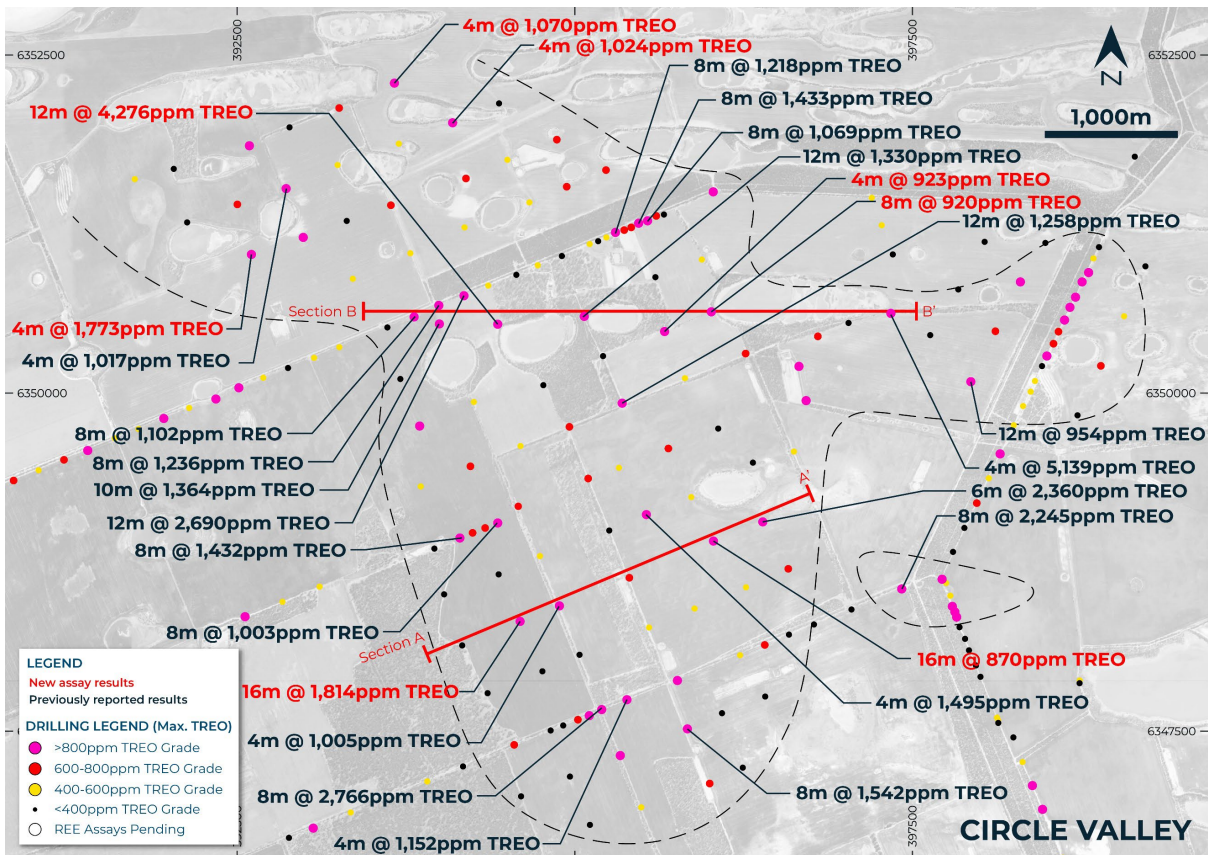 392500
397500
6352500
6352500
4m @ 1,070ppm TREO
4m @ 1,024ppm TREO
8m @ 1,218ppm TREO
N
12m @ 4,276ppm TREO
8m @ 1,433ppm TREO
1,000m
8m @ 1,069ppm TREO
12m @ 1,330ppm TREO
4m @ 923ppm TREO
8m @ 920ppm TREO
12m @ 1,258ppm TREO
Section B
B'
4m @ 1,773ppm TREO
4m @ 1,017ppm TREO
6350000
6350000
8m @ 1,102ppm TREO
12m @ 954ppm TREO
8m @ 1,236ppm TREO
4m @ 5,139ppm TREO
10m @ 1,364ppm TREO
A'
6m @ 2,360ppm TREO
12m @ 2,690ppm TREO
8m @ 2,245ppm TREO
8m @ 1,432ppm TREO
8m @ 1,003ppm TREO
Section A
16m @ 870ppm TREO
16m @ 1,814ppm TREO
4m @ 1,495ppm TREO
4m @ 1,005ppm TREO
6347500
8m @ 2,766ppm TREO
8m @ 1,542ppm TREO
4m @ 1,152ppm TREO
397500
CIRCLE VALLEY
LEGEND
New assay results
Previously reported results
DRILLING LEGEND (Max. TREO)
>800ppm TREO Grade
600-800ppm TREO Grade
400-600ppm TREO Grade
<400ppm TREO Grade
REE Assays Pending